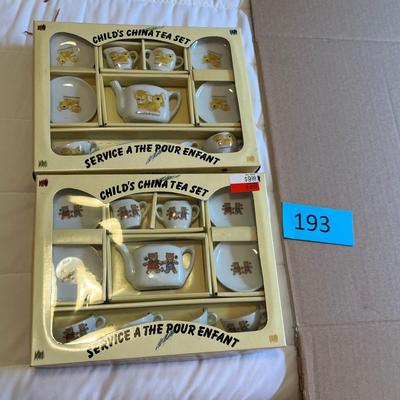 CHILD'S CHINA TEA SET
SERVICE A THE POUR ENFANT
CHILD'S CHINA TEA SET
193
SERVICE A THE POUR ENFANT